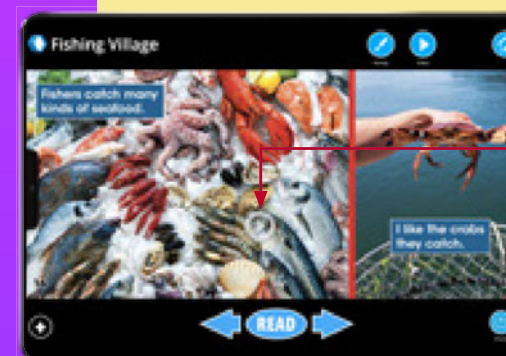 Fishing Village
Fishers catch many
kinds of seafood.
I like the crabs
they catch.
READ